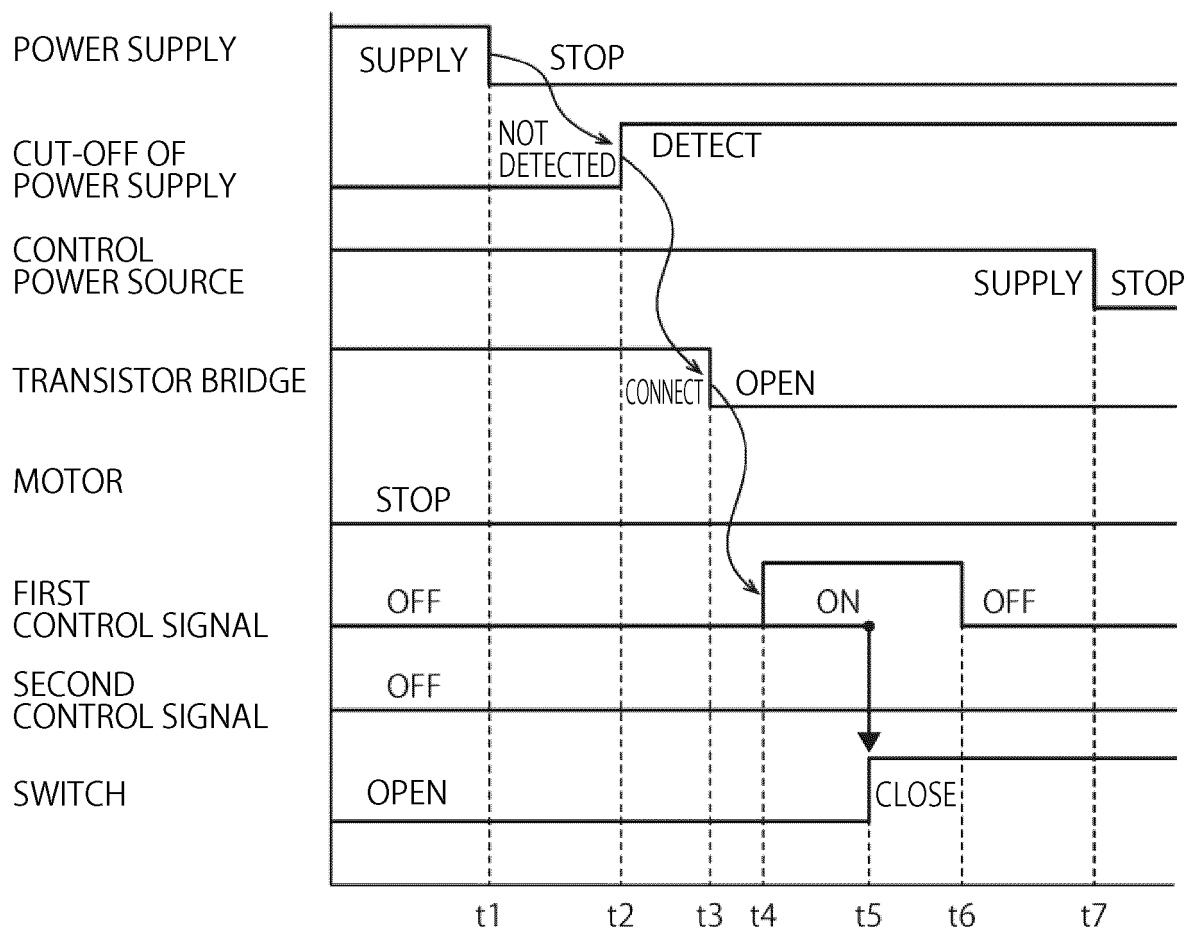 POWER SUPPLY
SUPPLY
STOP
CUT-OFF OF
POWER SUPPLY
NOT
DETECTED
DETECT
CONTROL
POWER SOURCE
SUPPLY
STOP
TRANSISTOR BRIDGE
CONNECT
OPEN
MOTOR
STOP
FIRST
CONTROL SIGNAL
OFF
ON
OFF
SECOND
CONTROL SIGNAL
OFF
SWITCH
OPEN
CLOSE
t1 t2 t3 t4 t5 t6 t7